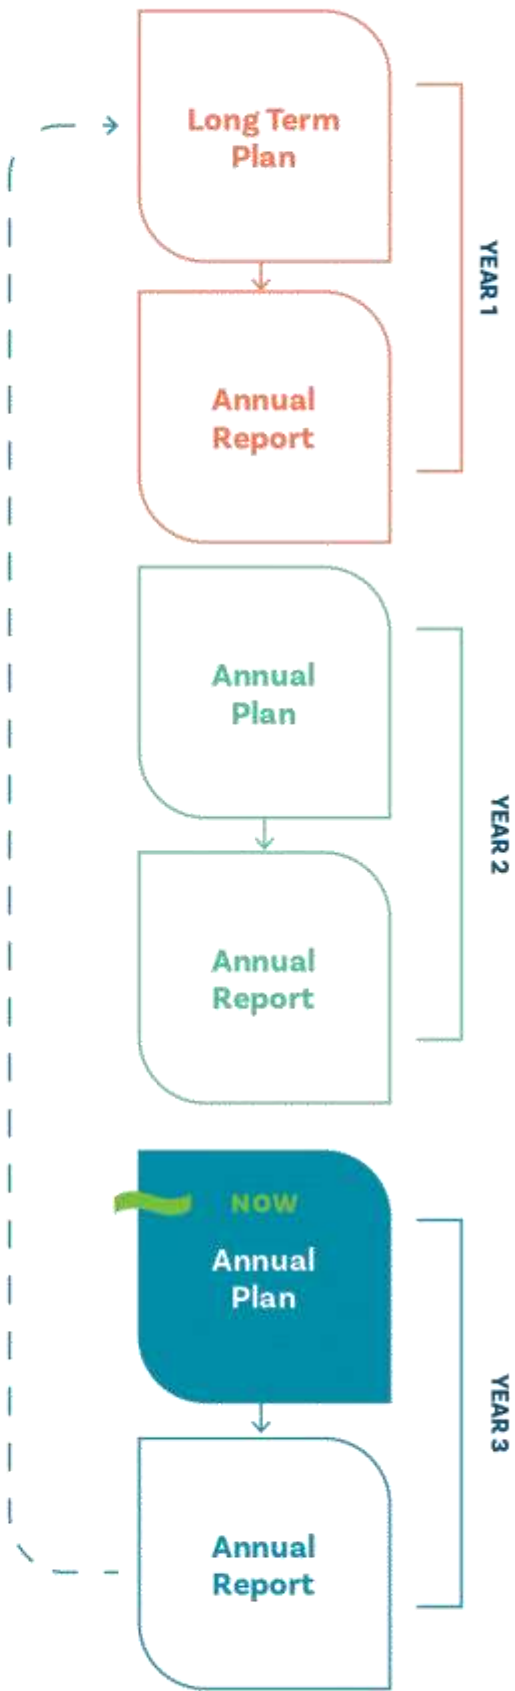 Long Term
Plan
YEAR 1
Annual
Report
Annual
Plan
YEAR 2
Annual
Report
NOW
Annual
Plan
YEAR 3
Annual
Report